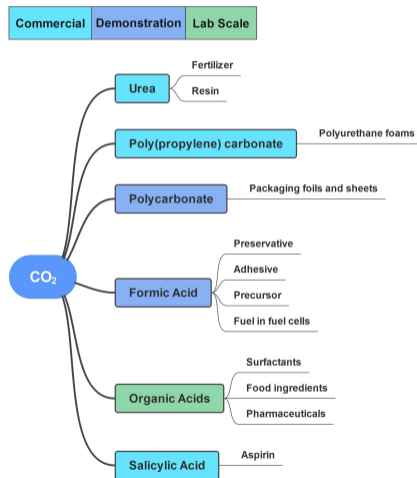 Commercial Demonstration Lab Scale
Urea
Fertilizer
Resin
Poly(propylene) carbonate
Polyurethane foams
Polycarbonate
Packaging foils and sheets
CO₂
Formic Acid
Preservative
Adhesive
Precursor
Fuel in fuel cells
Organic Acids
Surfactants
Food ingredients
Pharmaceuticals
Salicylic Acid
Aspirin